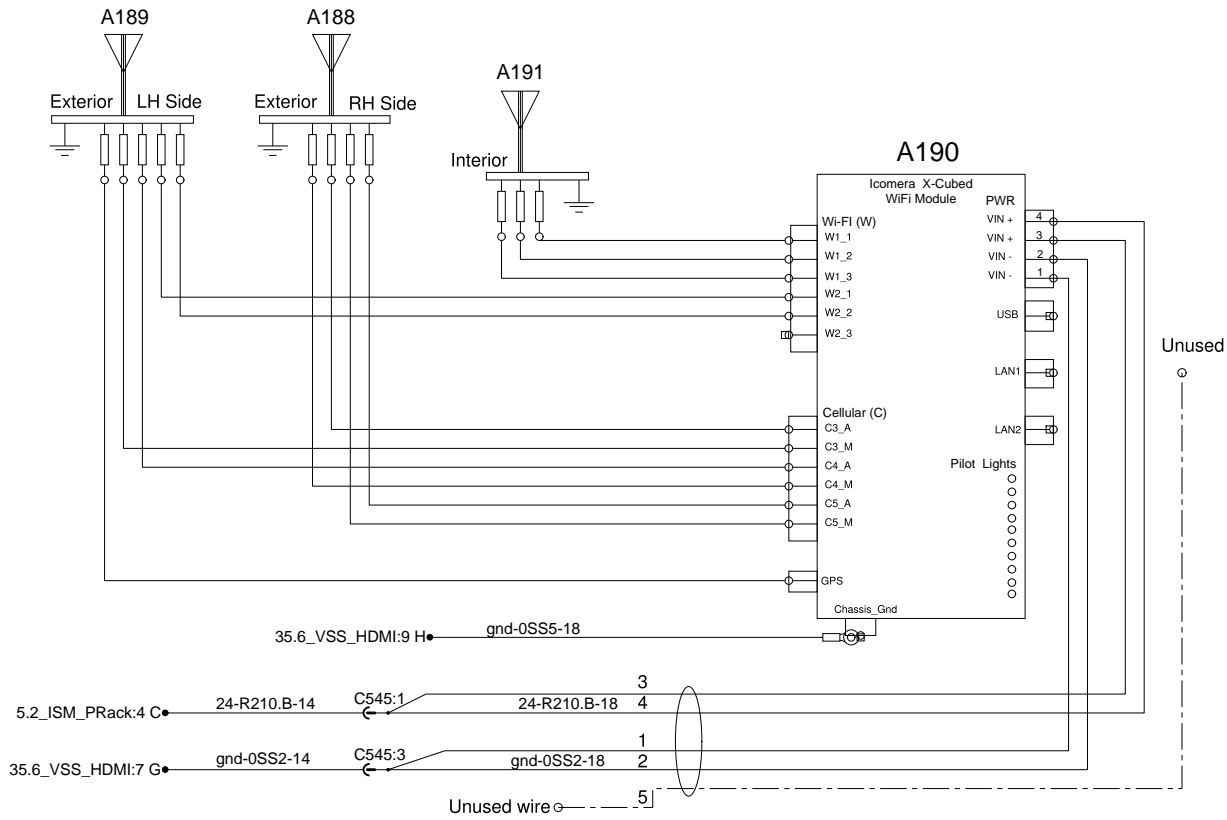 A189
A188
A191
Exterior LH Side
Exterior RH Side
Interior
A190
Icomera X-Cubed
WiFi Module
PWR
Wi-FI (W)
VIN + 4
W1_1
VIN + 3
W1_2
VIN - 2
W1_3
VIN - 1
W2_1
W2_2
USB
W2_3
Unused
LAN1
Cellular (C)
C3_A
LAN2
C3_M
C4_A
Pilot Lights
C4_M
C5_A
C5_M
GPS
Chassis_Gnd
35.6_VSS_HDMI:9 H
gnd-0SS5-18
3
5.2_ISM_PRack:4 C
24-R210.B-14
C545:1
24-R210.B-18
4
1
35.6_VSS_HDMI:7 G
gnd-0SS2-14
C545:3
gnd-0SS2-18
2
5
Unused wire